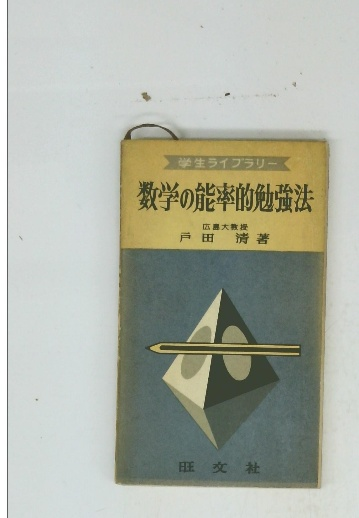 学生ライブラリー
数学の能率的勉強法
広島大教授
戸田 清著
旺文社